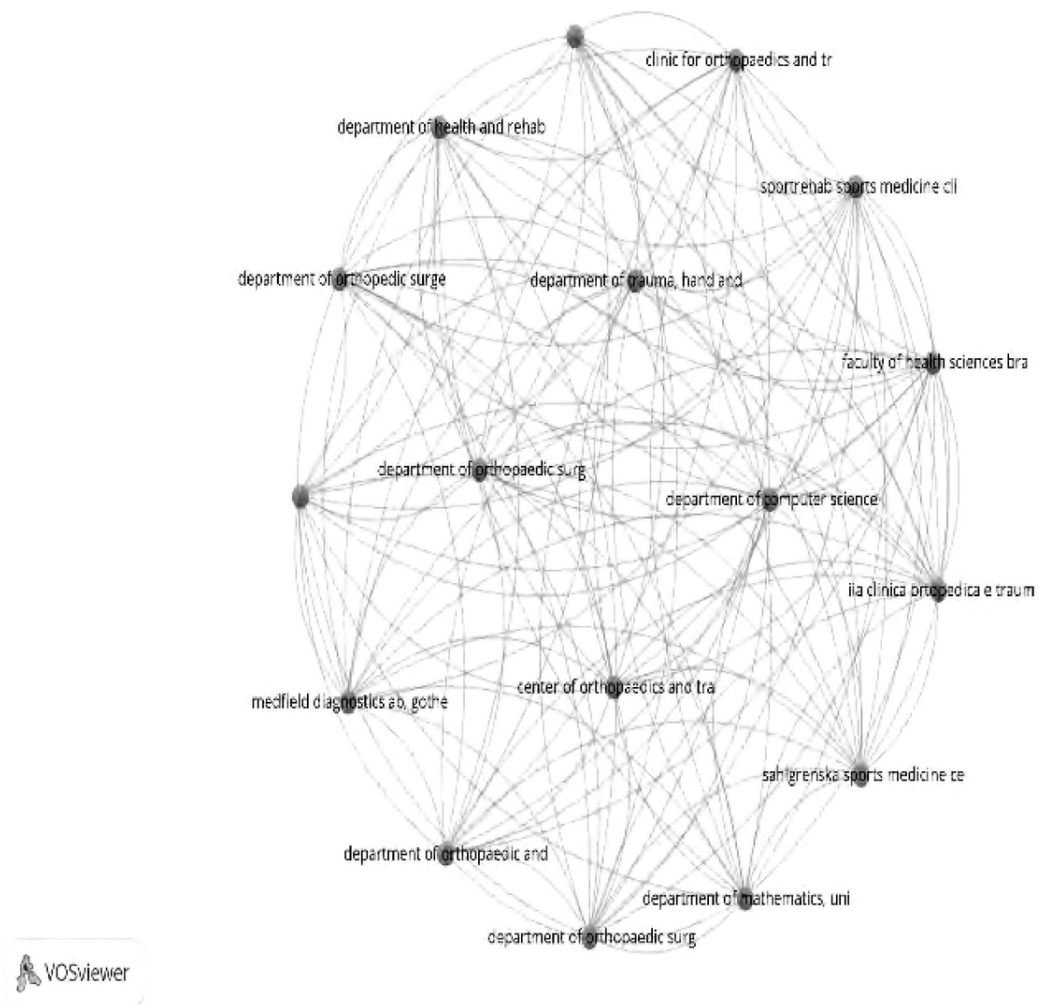 clinic for orthopaedics and tr
department of health and rehab
sportrehab sports medicine cli
department of orthopedic surge
department of trauma, hand and
faculty of health sciences bra
department of orthopaedic surg
department of computer science
iia clinica ortopedica e traum
center of orthopaedics and tra
medfield diagnostics ab, gothe
sahlgrenska sports medicine ce
department of orthopaedic and
department of mathematics, uni
department of orthopaedic surg
VOSviewer